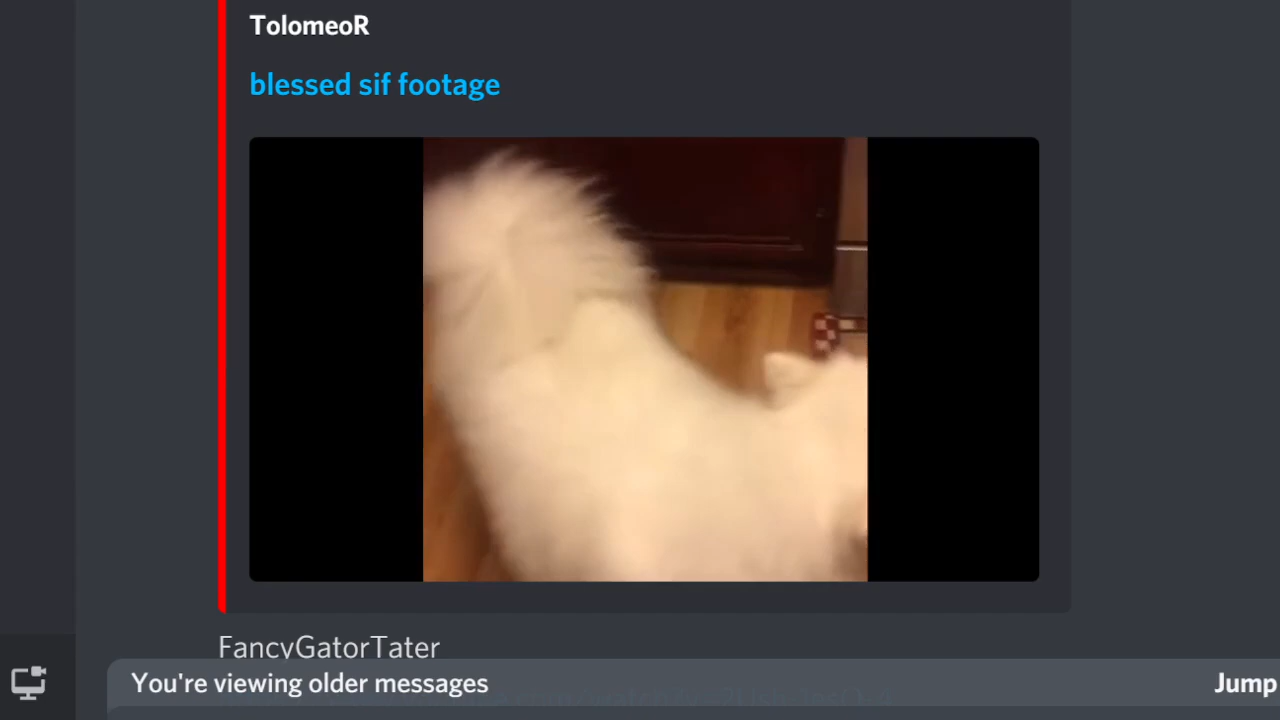 TolomeoR
blessed sif footage
FancyGatorTater
You're viewing older messages
Jump